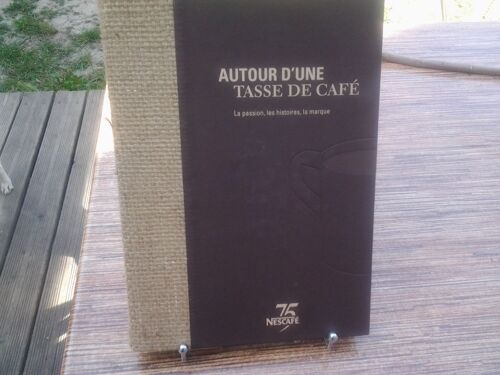 AUTOUR D'UNE
TASSE DE CAFÉ
La passion, les histoires, la marque
75
NESCAFÉ